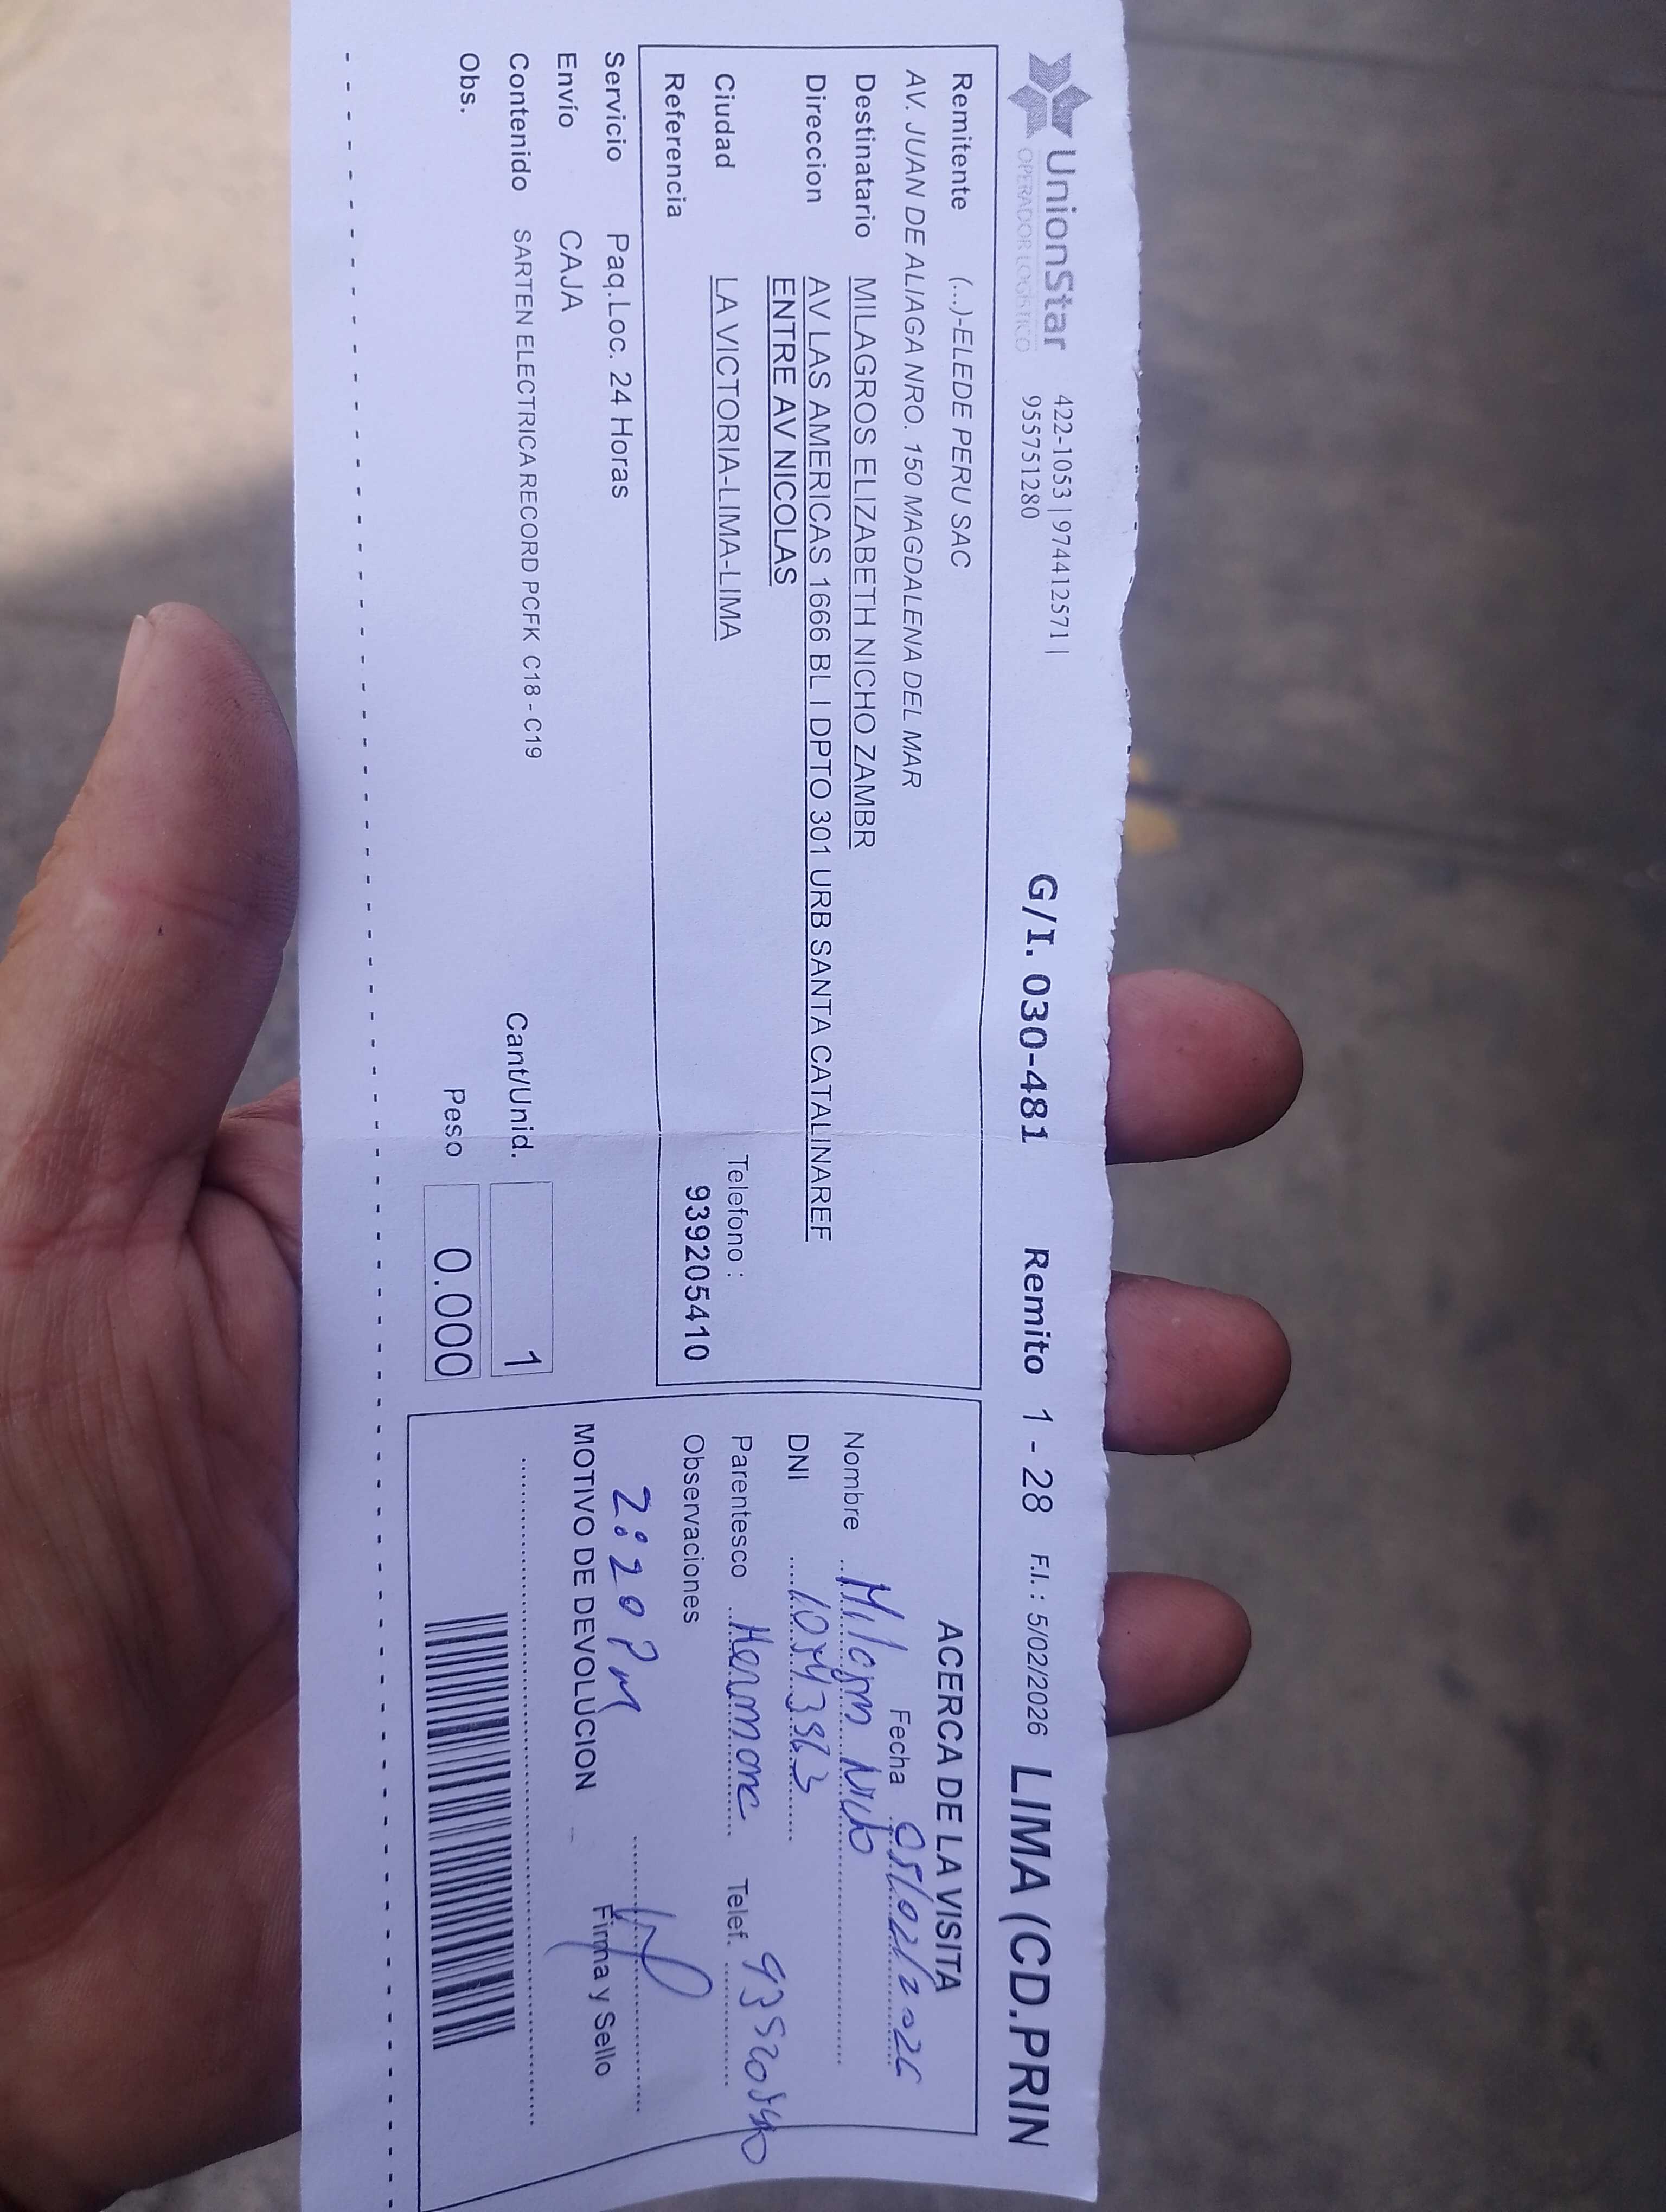 UnionStar
OPERADOR LOGISTICO
422-1053 | 974412571 |
955751280
G/I. 030-481
Remito 1 - 28
F.I. : 5/02/2026
LIMA (CD.PRIN
Remitente (...)-ELEDE PERU SAC
AV. JUAN DE ALIAGA NRO. 150 MAGDALENA DEL MAR
Destinatario MILAGROS ELIZABETH NICHO ZAMBR
Direccion AV LAS AMERICAS 1666 BL I DPTO 301 URB SANTA CATALINAREF
ENTRE AV NICOLAS
Ciudad LA VICTORIA-LIMA-LIMA
Telefono :
Referencia 939205410
Servicio Paq.Loc. 24 Horas
Envío CAJA
Contenido SARTEN ELECTRICA RECORD PCFK C18 - C19
Cant/Unid. 1
Obs.
Peso 0.000
ACERCA DE LA VISITA
Fecha 05/02/2026
Nombre
DNI
Parentesco
Telef.
Observaciones
2:20 PM
Firma y Sello
MOTIVO DE DEVOLUCION